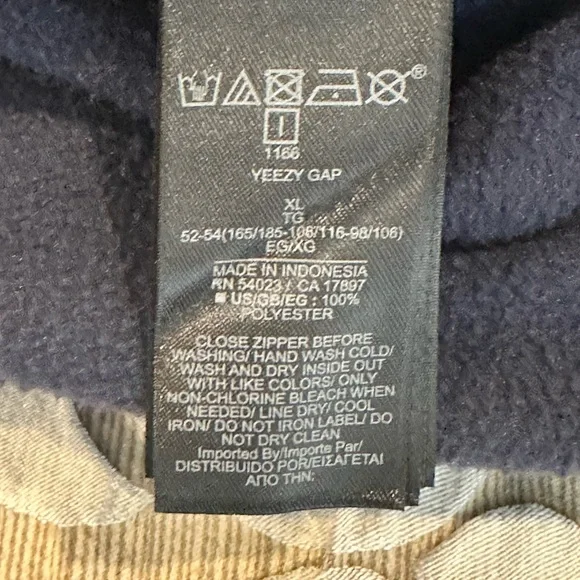 ®
I
1166
YEEZY GAP
XL
TG
52-54(165/185-108/116-98/106)
EG/XG
MADE IN INDONESIA
RN 54023 / CA 17897
■ US/GB/EG : 100%
POLYESTER
CLOSE ZIPPER BEFORE
WASHING/ HAND WASH COLD/
WASH AND DRY INSIDE OUT
WITH LIKE COLORS/ ONLY
NON-CHLORINE BLEACH WHEN
NEEDED/ LINE DRY/ COOL
IRON/ DO NOT IRON LABEL/ DO
NOT DRY CLEAN
Imported By/Importe Par/
DISTRIBUIDO POR/ΕΙΣΑΓΕΤΑΙ
ΑΠΟ ΤΗΝ: